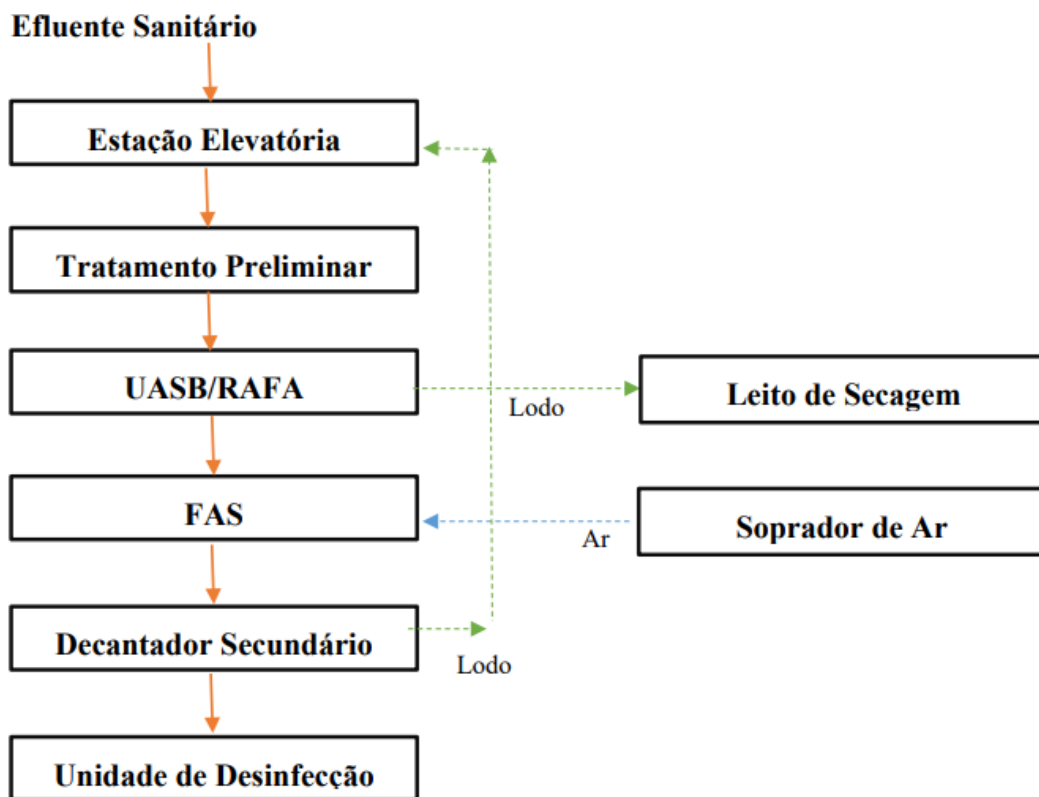 Efluente Sanitário
Estação Elevatória
Tratamento Preliminar
UASB/RAFA
Lodo
Leito de Secagem
FAS
Ar
Soprador de Ar
Decantador Secundário
Lodo
Unidade de Desinfecção